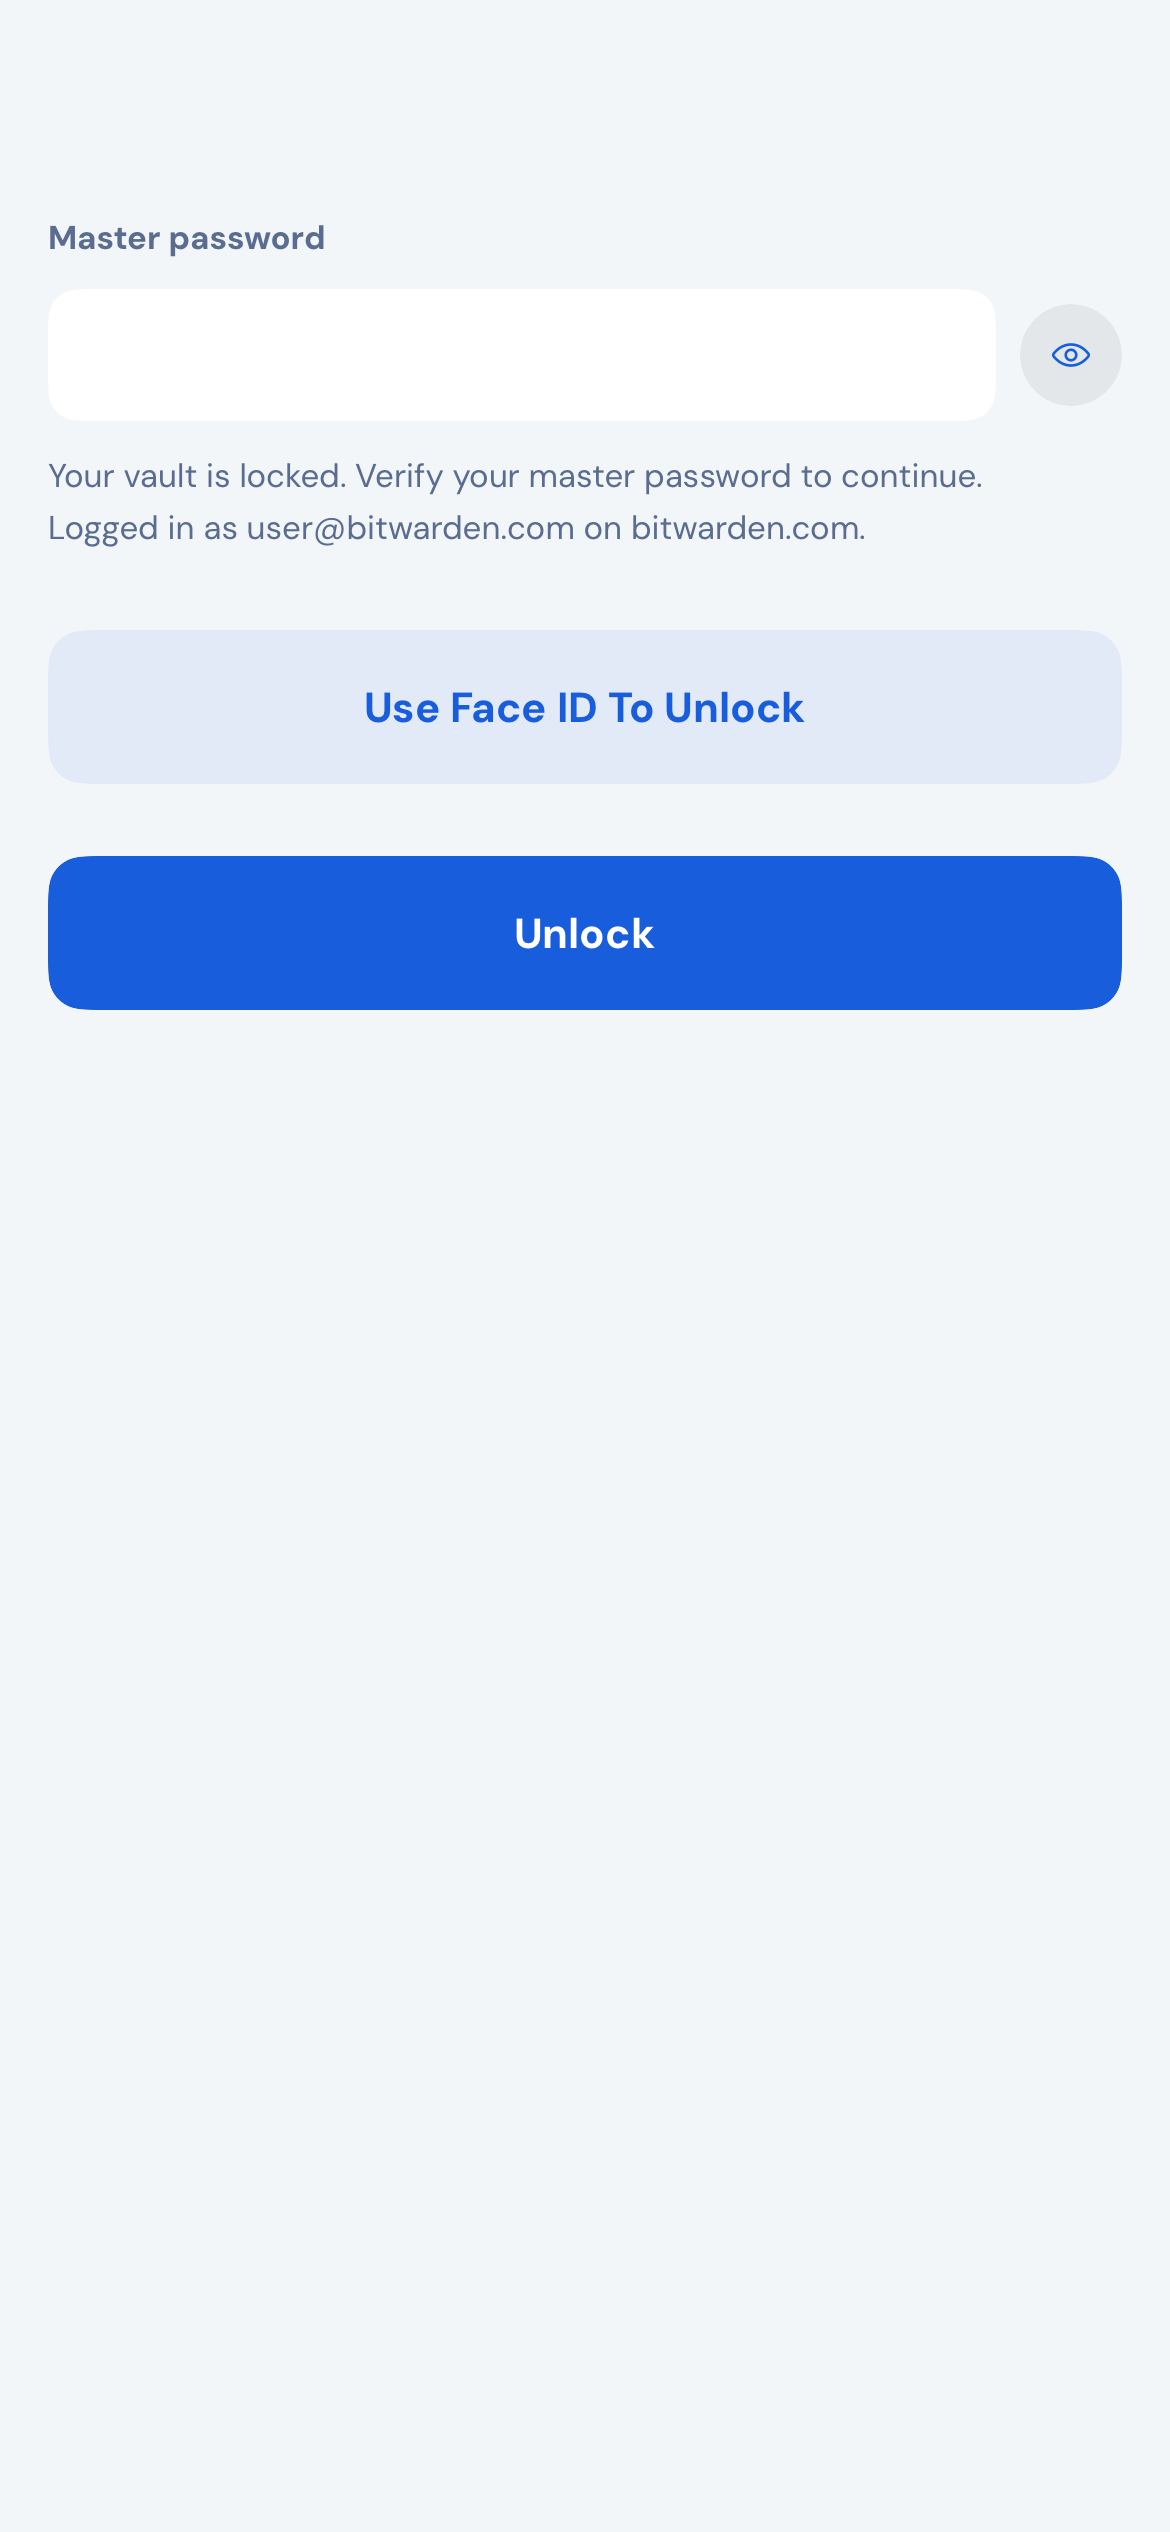 Master password
Your vault is locked. Verify your master password to continue.
Logged in as user@bitwarden.com on bitwarden.com.
Use Face ID To Unlock
Unlock